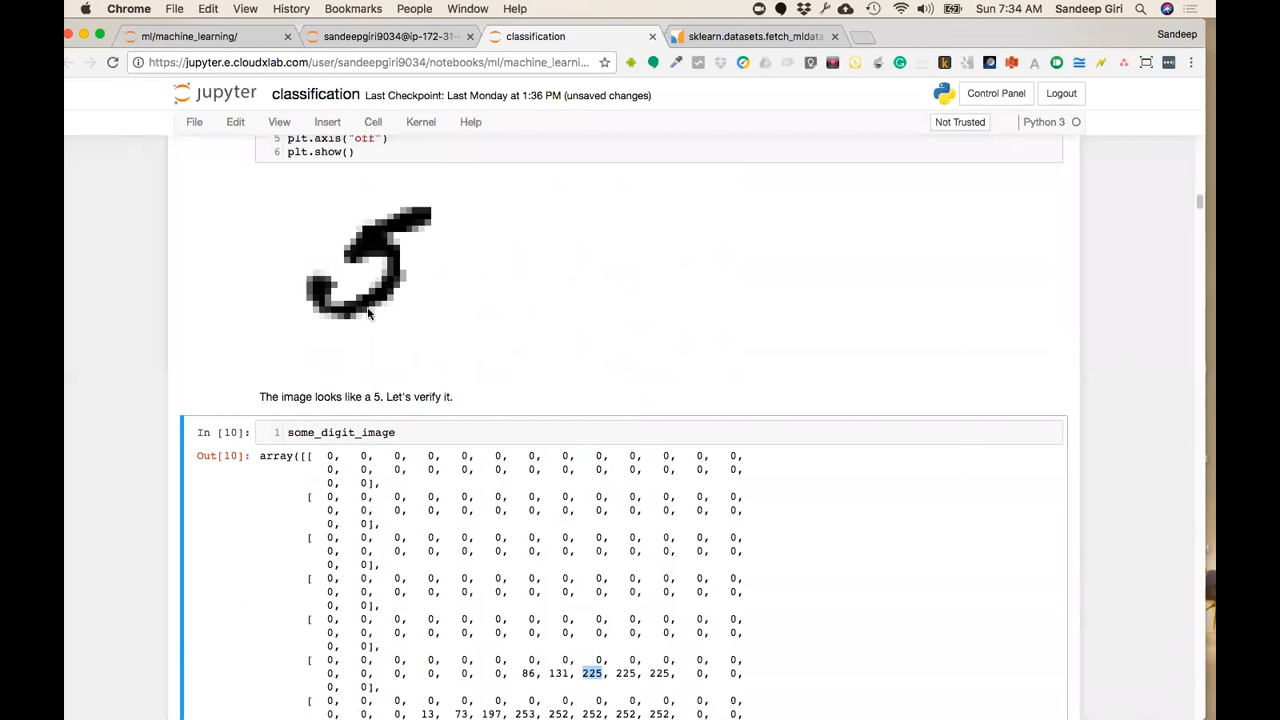 Chrome File Edit View History Bookmarks People Window Help Sun 7:34 AM Sandeep Giri
ml/machine_learning/ sandeepgiri9034@ip-172-31- classification sklearn.datasets.fetch_mldata Sandeep
https://jupyter.e.cloudxlab.com/user/sandeepgiri9034/notebooks/ml/machine_learni...
jupyter classification Last Checkpoint: Last Monday at 1:36 PM (unsaved changes) Control Panel Logout
File Edit View Insert Cell Kernel Help Not Trusted Python 3
5 plt.axis("off")
6 plt.show()
5
The image looks like a 5. Let's verify it.
In [10]: 1 some_digit_image
Out[10]: array([[ 0, 0, 0, 0, 0, 0, 0, 0, 0, 0, 0, 0, 0,
0, 0, 0, 0, 0, 0, 0, 0, 0, 0, 0, 0, 0,
0, 0],
[ 0, 0, 0, 0, 0, 0, 0, 0, 0, 0, 0, 0, 0,
0, 0, 0, 0, 0, 0, 0, 0, 0, 0, 0, 0, 0,
0, 0],
[ 0, 0, 0, 0, 0, 0, 0, 0, 0, 0, 0, 0, 0,
0, 0, 0, 0, 0, 0, 0, 0, 0, 0, 0, 0, 0,
0, 0],
[ 0, 0, 0, 0, 0, 0, 0, 0, 0, 0, 0, 0, 0,
0, 0, 0, 0, 0, 0, 0, 0, 0, 0, 0, 0, 0,
0, 0],
[ 0, 0, 0, 0, 0, 0, 0, 0, 0, 0, 0, 0, 0,
0, 0, 0, 0, 0, 0, 0, 0, 0, 0, 0, 0, 0,
0, 0],
[ 0, 0, 0, 0, 0, 0, 0, 0, 0, 0, 0, 0, 0,
0, 0, 0, 0, 0, 0, 86, 131, 225, 225, 225, 0, 0,
0, 0],
[ 0, 0, 0, 0, 0, 0, 0, 0, 0, 0, 0, 0, 0,
0, 0, 0, 13, 73, 197, 253, 252, 252, 252, 252, 0, 0,